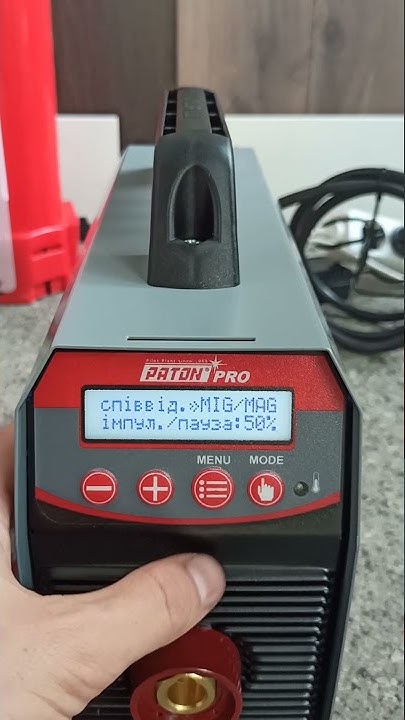 PATON PRO
співвід.»MIG/MAG
імпул./пауза:50%
MENU MODE